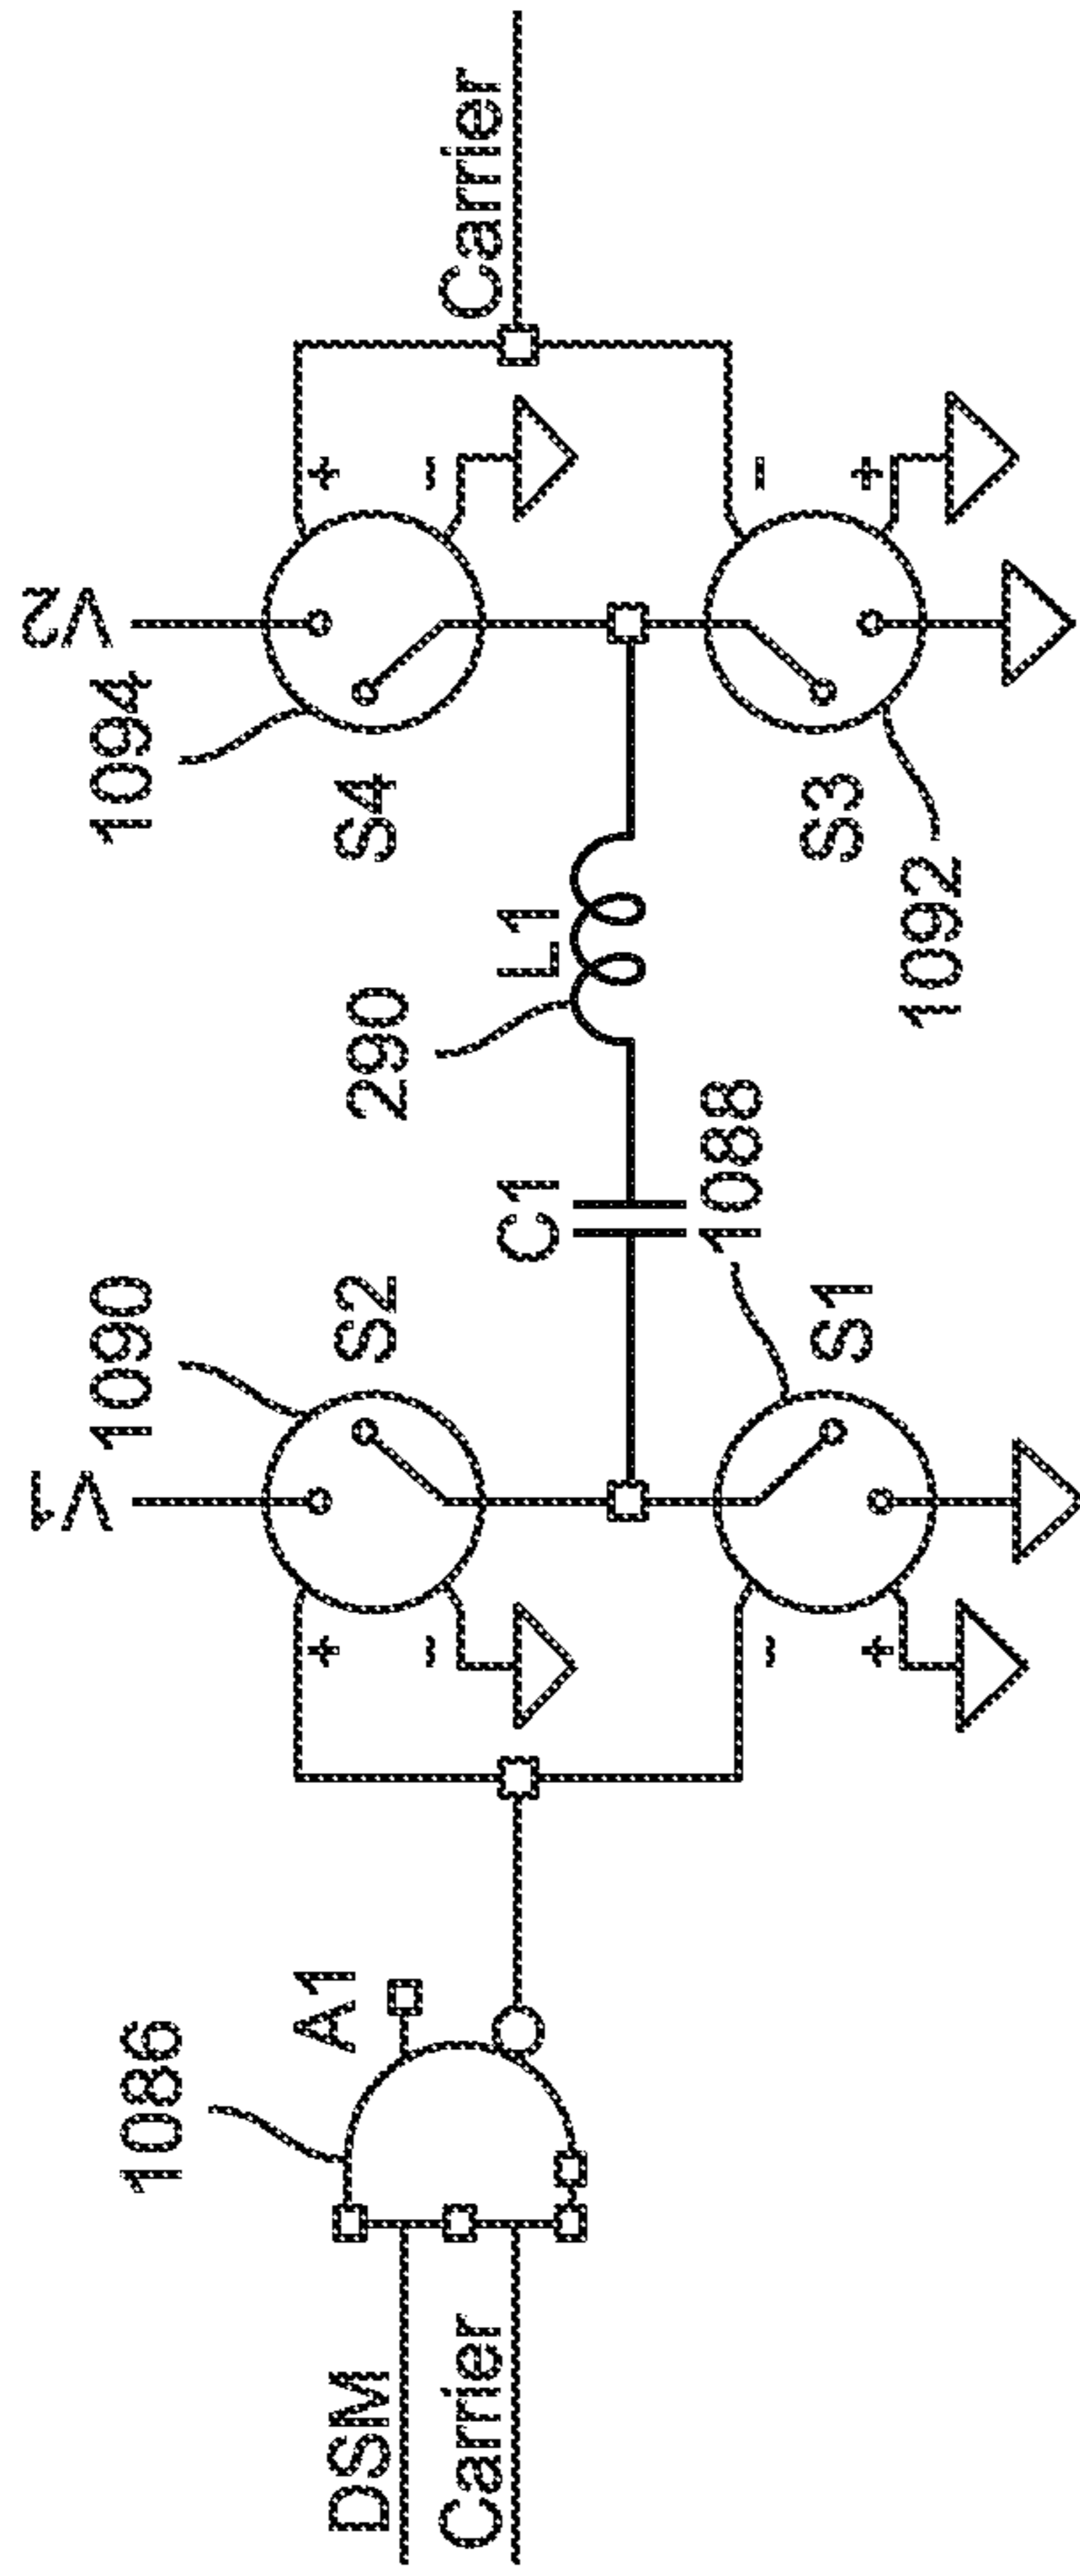 DSM
Carrier
1086
A1
V1
1090
S2
S1
1088
C1
290
L1
V2
1094
S4
S3
1092
Carrier
+
-
-
+
+
-
-
+